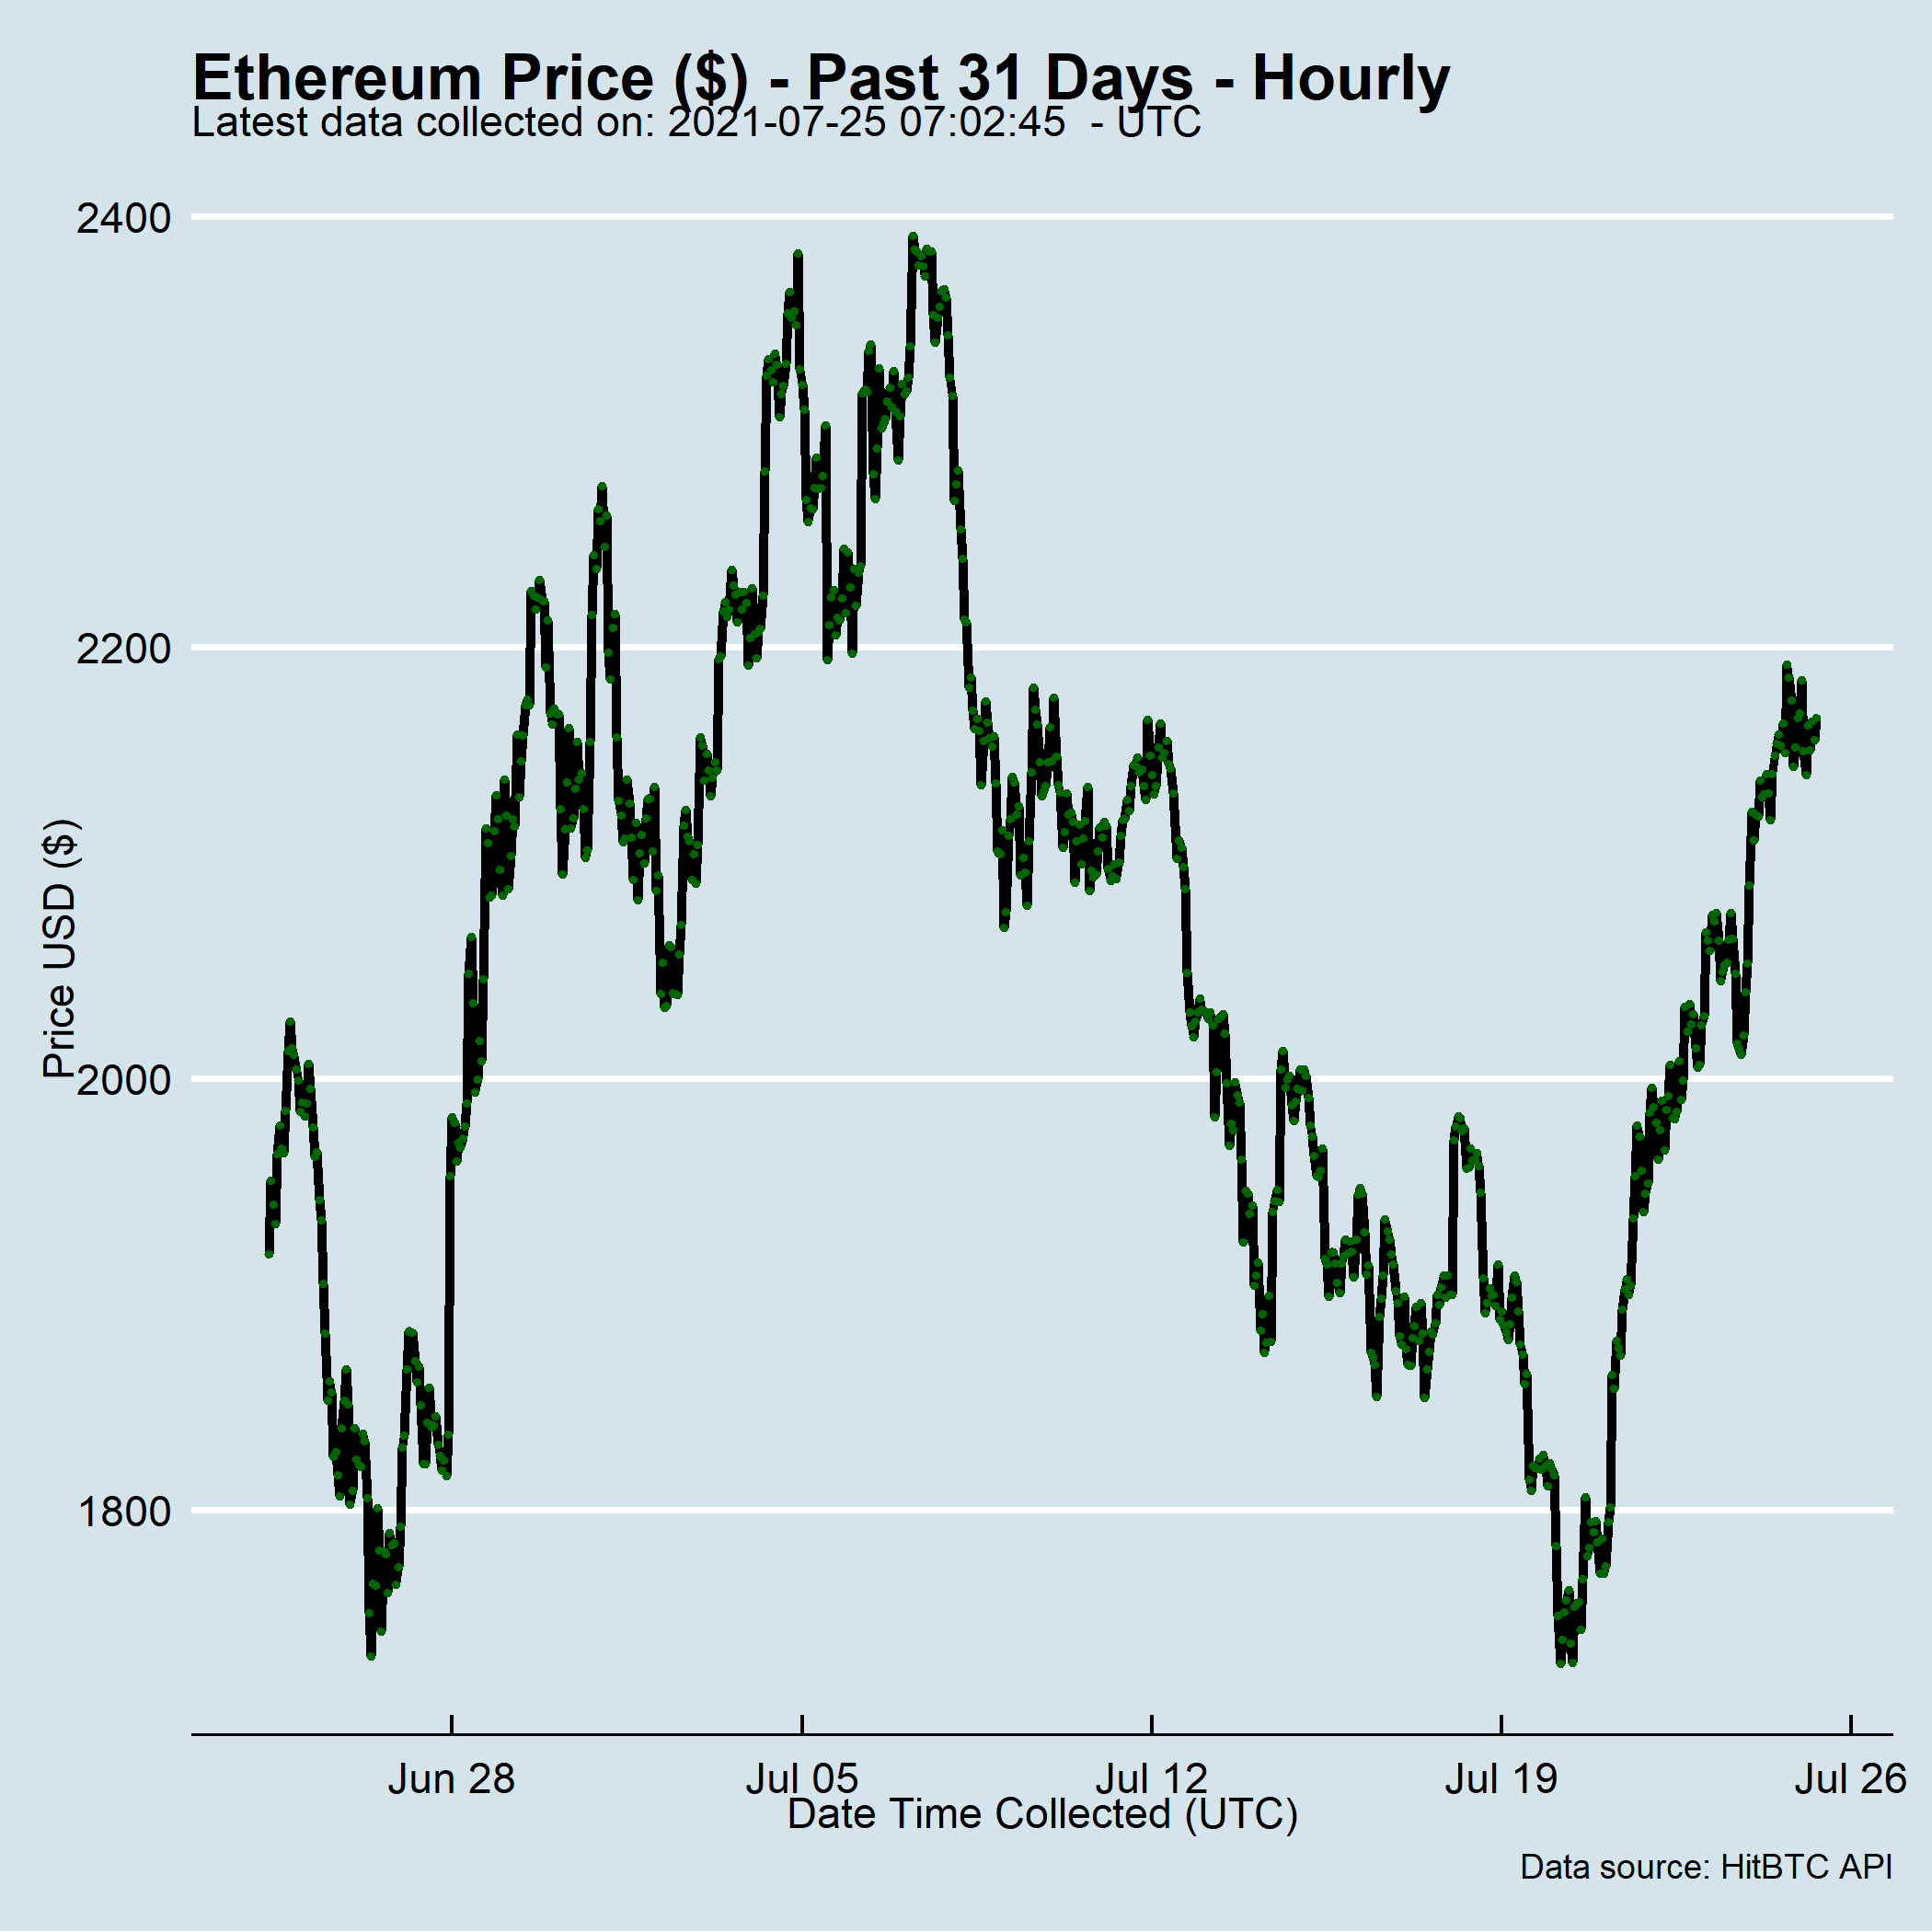 Ethereum Price ($) - Past 31 Days - Hourly
Latest data collected on: 2021-07-25 07:02:45  - UTC
2400
2200
2000
1800
Price USD ($)
Jun 28
Jul 05
Jul 12
Jul 19
Jul 26
Date Time Collected (UTC)
Data source: HitBTC API